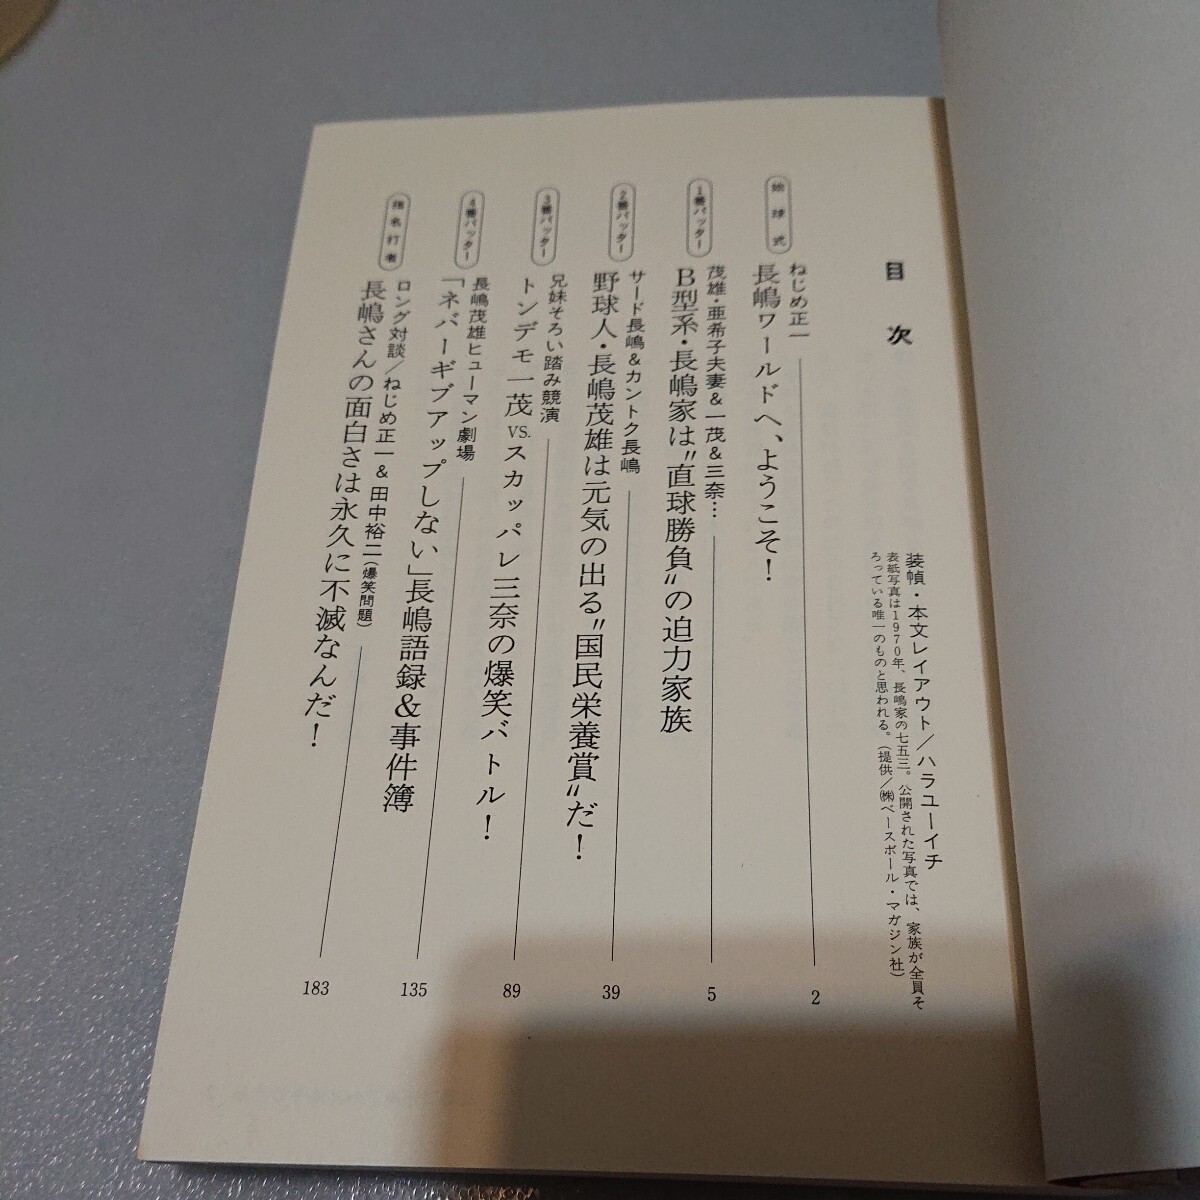 目次
装幀・本文レイアウト/ハラユーイチ
表紙写真は1970年、長嶋家の七五三。公開された写真では、家族が全員そ
ろっている唯一のものと思われる。(提供/㈱ベースボール・マガジン社)
始球式
ねじめ正一
長嶋ワールドへ、ようこそ! 2
1番バッター
茂雄・亜希子夫妻&一茂&三奈…
B型系・長嶋家は〝直球勝負〟の迫力家族 5
2番バッター
サード長嶋&カントク長嶋
野球人・長嶋茂雄は元気の出る〝国民栄養賞〟だ! 39
3番バッター
兄妹そろい踏み競演
トンデモ一茂VS.スカッパレ三奈の爆笑バトル! 89
4番バッター
長嶋茂雄ヒューマン劇場
「ネバーギブアップしない」長嶋語録&事件簿 135
指名打者
ロング対談/ねじめ正一&田中裕二(爆笑問題)
長嶋さんの面白さは永久に不滅なんだ! 183